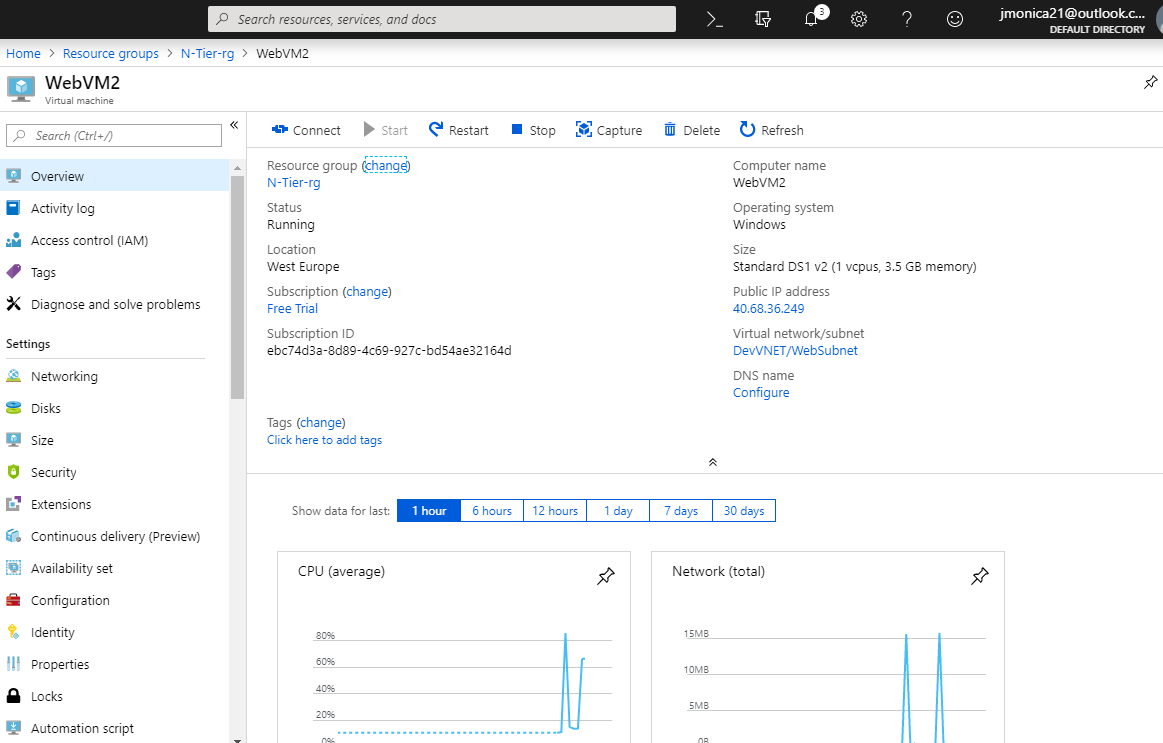 Search resources, services, and docs
3
jmonica21@outlook.c...
DEFAULT DIRECTORY
Home > Resource groups > N-Tier-rg > WebVM2
WebVM2
Virtual machine
Search (Ctrl+/)
«
Connect Start Restart Stop Capture Delete Refresh
Overview
Activity log
Access control (IAM)
Tags
Diagnose and solve problems
Settings
Networking
Disks
Size
Security
Extensions
Continuous delivery (Preview)
Availability set
Configuration
Identity
Properties
Locks
Automation script
Resource group (change)
N-Tier-rg
Status
Running
Location
West Europe
Subscription (change)
Free Trial
Subscription ID
ebc74d3a-8d89-4c69-927c-bd54ae32164d
Computer name
WebVM2
Operating system
Windows
Size
Standard DS1 v2 (1 vcpus, 3.5 GB memory)
Public IP address
40.68.36.249
Virtual network/subnet
DevVNET/WebSubnet
DNS name
Configure
Tags (change)
Click here to add tags
Show data for last: 1 hour 6 hours 12 hours 1 day 7 days 30 days
CPU (average)
80%
60%
40%
20%
0%
Network (total)
15MB
10MB
5MB
0B